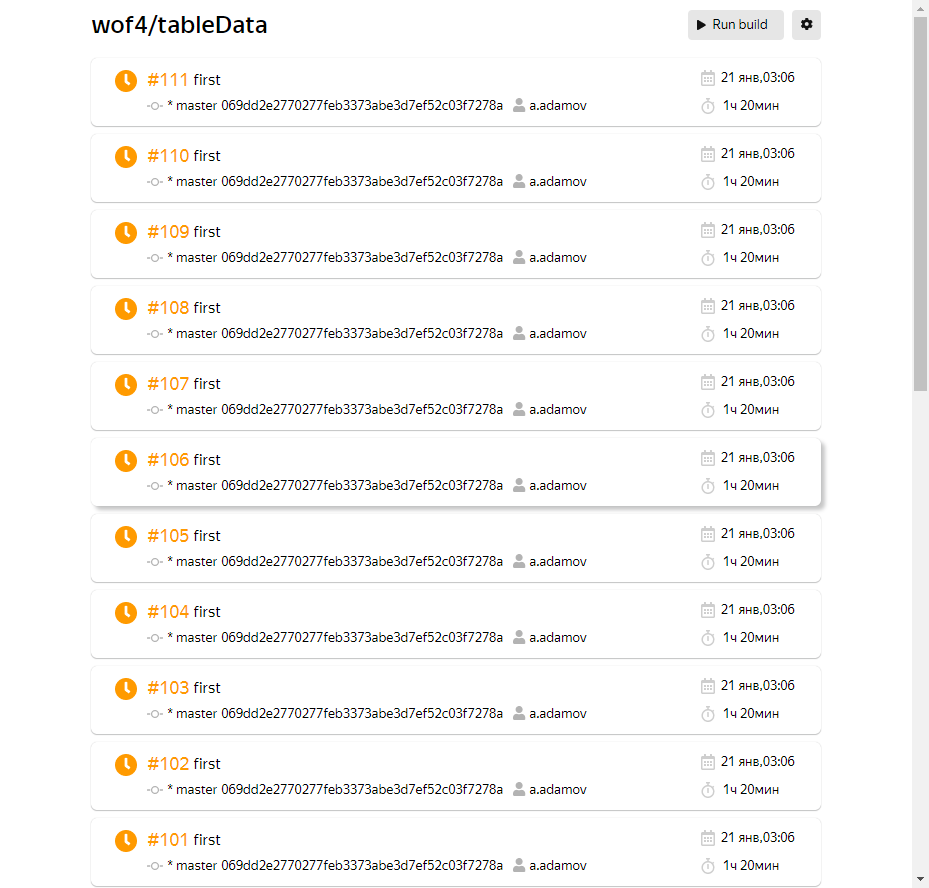 wof4/tableData
Run build
#111 first
21 янв,03:06
* master 069dd2e2770277feb3373abe3d7ef52c03f7278a a.adamov
1ч 20мин
#110 first
21 янв,03:06
* master 069dd2e2770277feb3373abe3d7ef52c03f7278a a.adamov
1ч 20мин
#109 first
21 янв,03:06
* master 069dd2e2770277feb3373abe3d7ef52c03f7278a a.adamov
1ч 20мин
#108 first
21 янв,03:06
* master 069dd2e2770277feb3373abe3d7ef52c03f7278a a.adamov
1ч 20мин
#107 first
21 янв,03:06
* master 069dd2e2770277feb3373abe3d7ef52c03f7278a a.adamov
1ч 20мин
#106 first
21 янв,03:06
* master 069dd2e2770277feb3373abe3d7ef52c03f7278a a.adamov
1ч 20мин
#105 first
21 янв,03:06
* master 069dd2e2770277feb3373abe3d7ef52c03f7278a a.adamov
1ч 20мин
#104 first
21 янв,03:06
* master 069dd2e2770277feb3373abe3d7ef52c03f7278a a.adamov
1ч 20мин
#103 first
21 янв,03:06
* master 069dd2e2770277feb3373abe3d7ef52c03f7278a a.adamov
1ч 20мин
#102 first
21 янв,03:06
* master 069dd2e2770277feb3373abe3d7ef52c03f7278a a.adamov
1ч 20мин
#101 first
21 янв,03:06
* master 069dd2e2770277feb3373abe3d7ef52c03f7278a a.adamov
1ч 20мин